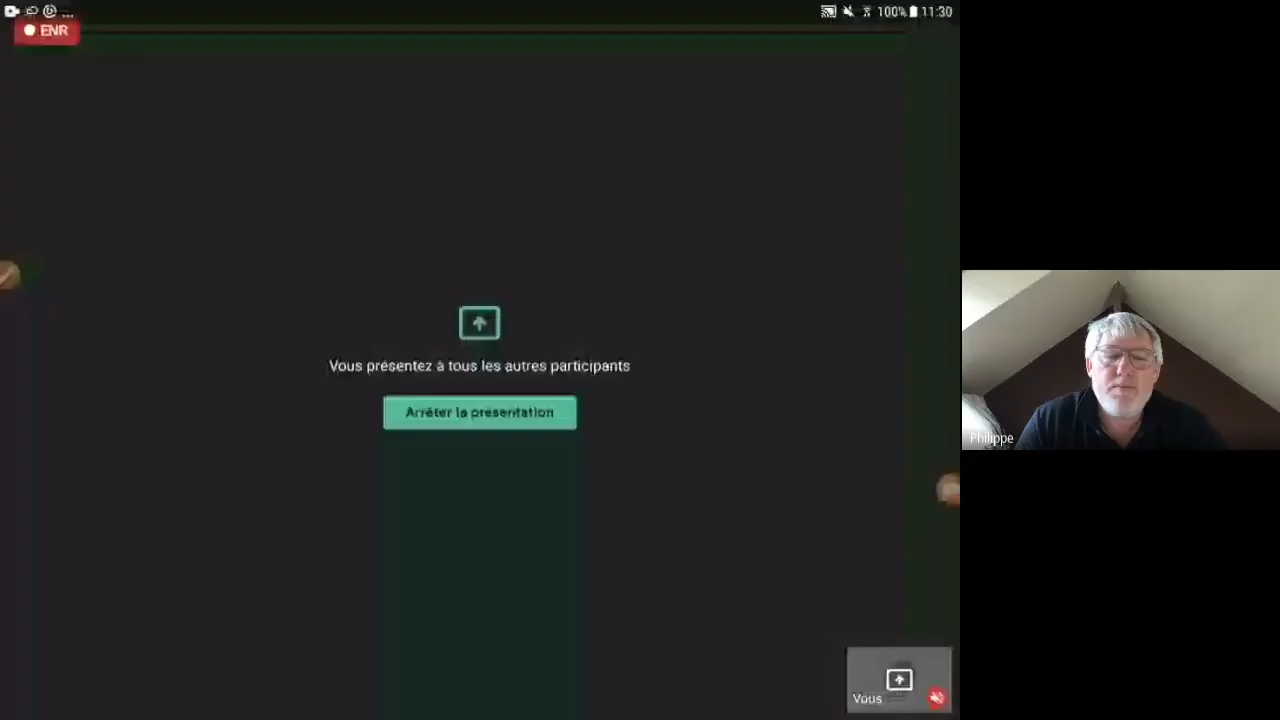 100% 11:30
ENR
Vous présentez à tous les autres participants
Arrêter la présentation
Philippe
Vous